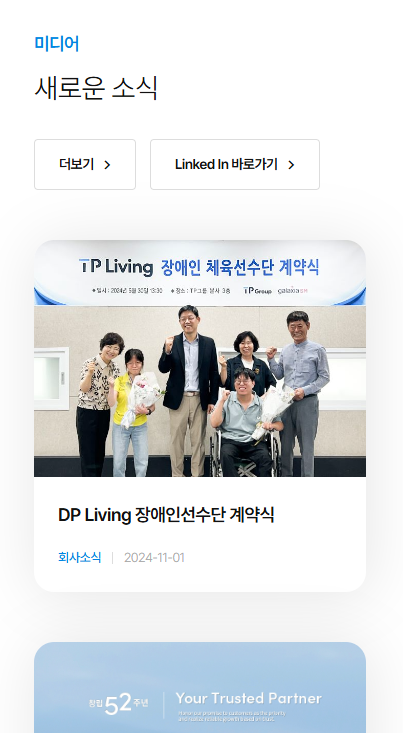 미디어
새로운 소식
더보기
Linked In 바로가기
TP Living 장애인 체육선수단 계약식
일시 : 2024년 5월 30일 13:30 장소 : TP그룹 본사 3층 TP Group galaxia
DP Living 장애인선수단 계약식
회사소식 2024-11-01
창립 52주년 Your Trusted Partner